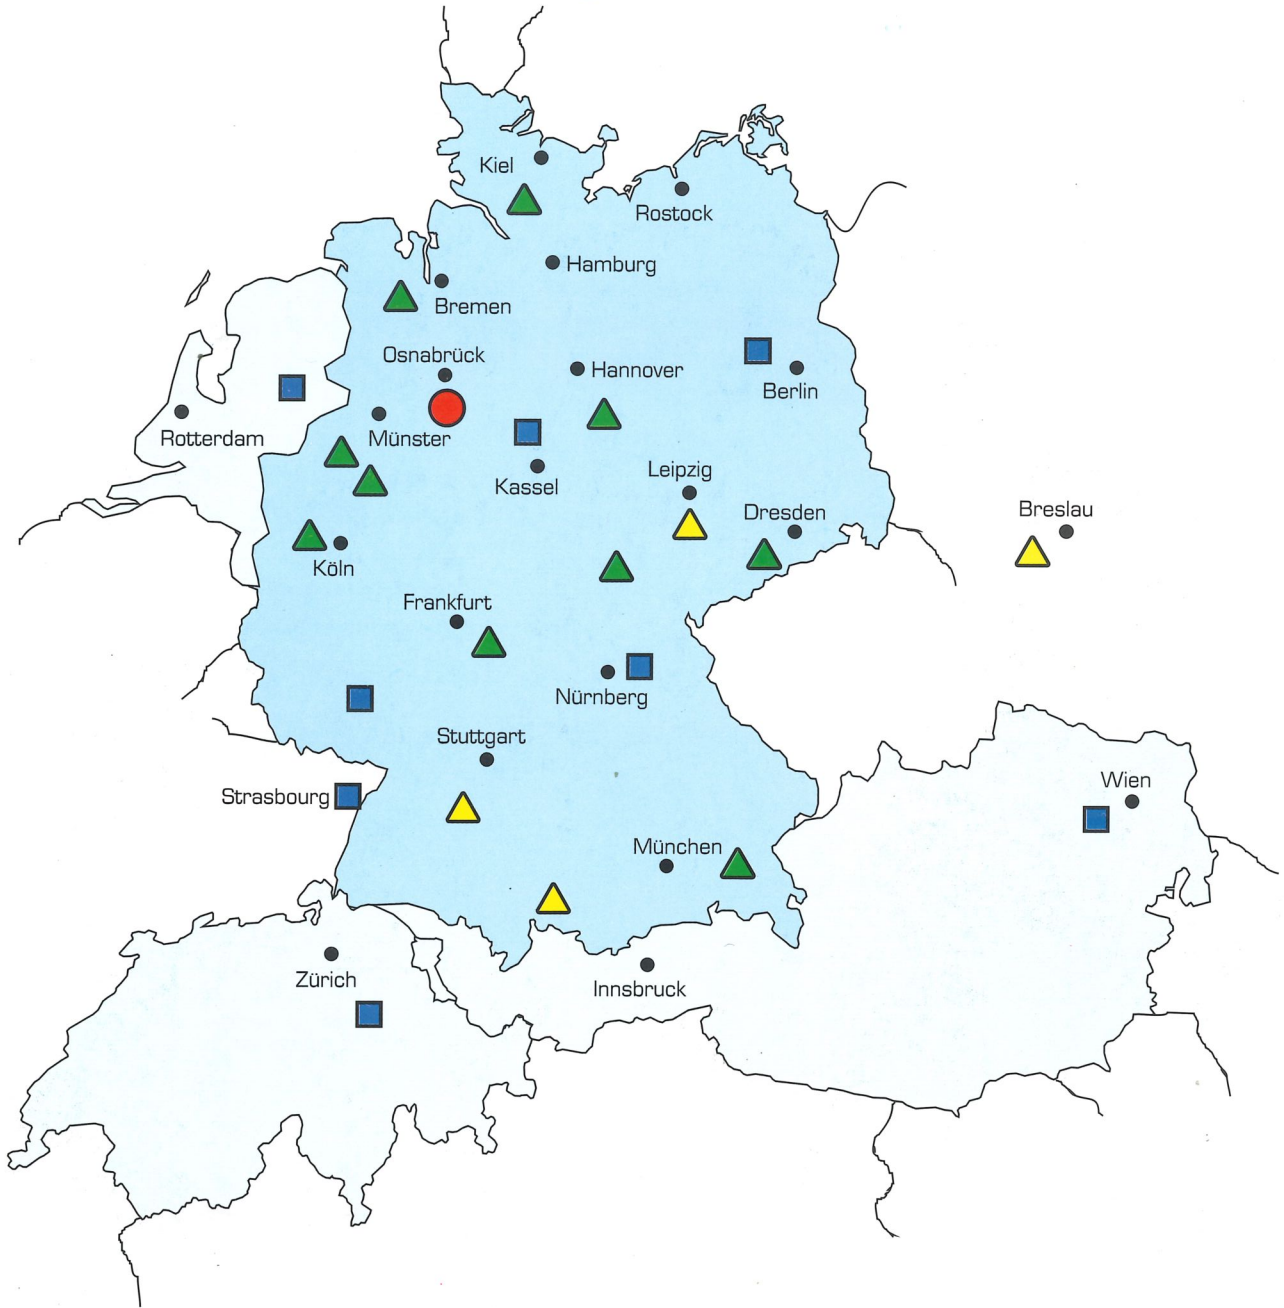 Kiel
Rostock
Hamburg
Bremen
Osnabrück
Hannover
Berlin
Rotterdam
Münster
Kassel
Leipzig
Dresden
Breslau
Köln
Frankfurt
Nürnberg
Stuttgart
Strasbourg
Wien
München
Zürich
Innsbruck